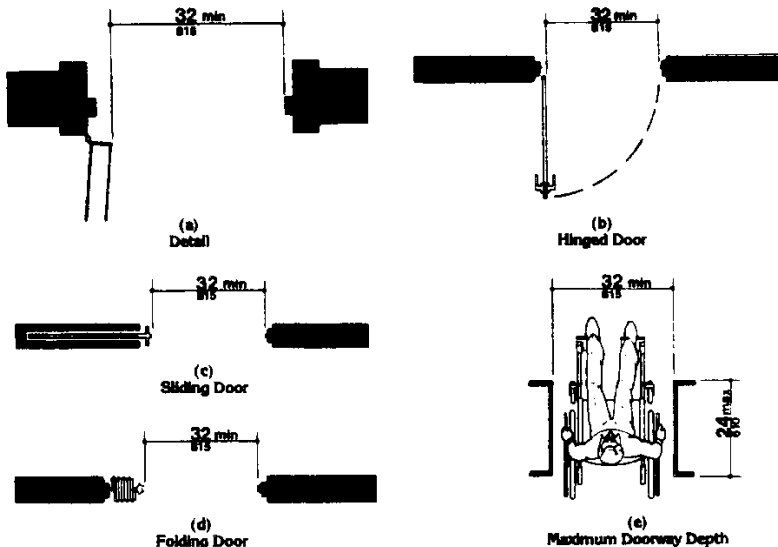 32 min
815
(a)
Detail
32 min
815
(b)
Hinged Door
32 min
815
(c)
Sliding Door
32 min
815
24 max
610
(e)
Maximum Doorway Depth
32 min
815
(d)
Folding Door